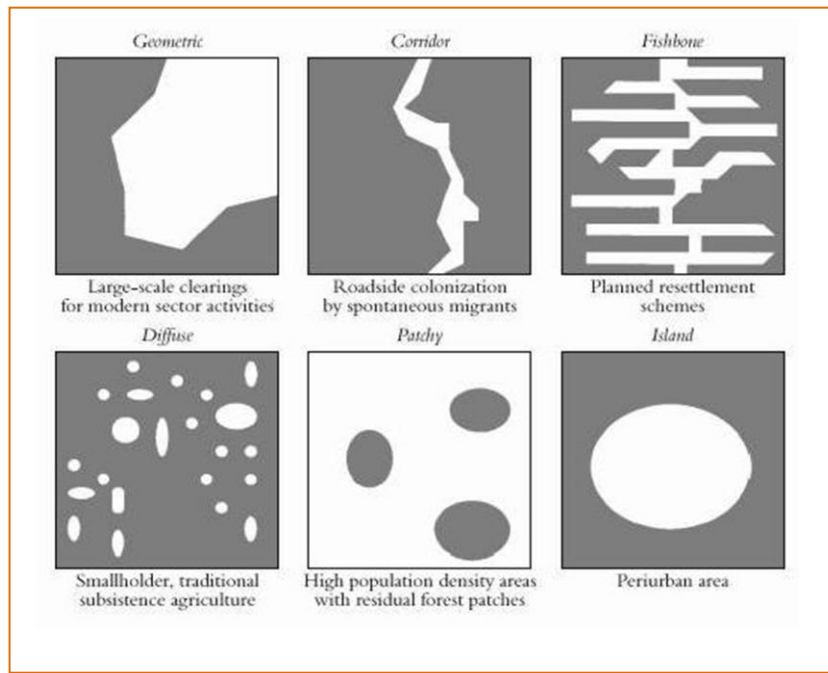 Geometric
Corridor
Fishbone
Large-scale clearings
for modern sector activities
Roadside colonization
by spontaneous migrants
Planned resettlement
schemes
Diffuse
Patchy
Island
Smallholder, traditional
subsistence agriculture
High population density areas
with residual forest patches
Periurban area